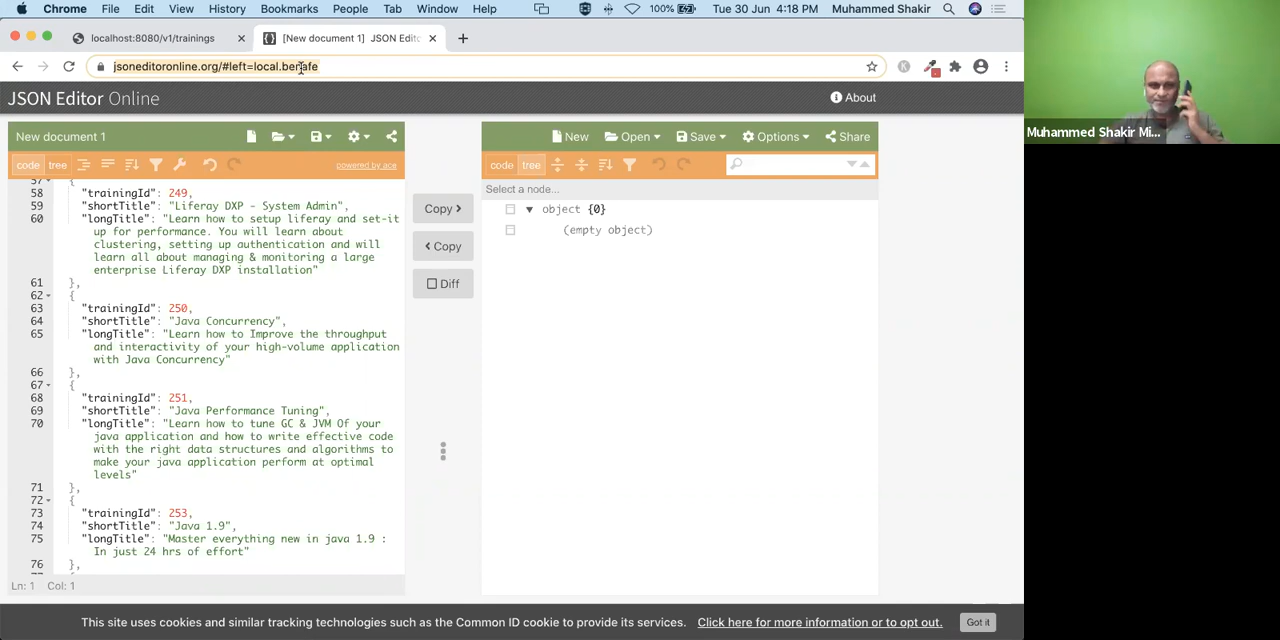 Chrome File Edit View History Bookmarks People Tab Window Help 100% Tue 30 Jun 4:18 PM Muhammed Shakir
localhost:8080/v1/trainings
[New document 1] JSON Edito
jsoneditoronline.org/#left=local.berjafe
JSON Editor Online
About
New document 1
code tree
powered by ace
57 {
58 "trainingId": 249,
59 "shortTitle": "Liferay DXP - System Admin",
60 "longTitle": "Learn how to setup liferay and set-it
up for performance. You will learn about
clustering, setting up authentication and will
learn all about managing & monitoring a large
enterprise Liferay DXP installation"
61 },
62 {
63 "trainingId": 250,
64 "shortTitle": "Java Concurrency",
65 "longTitle": "Learn how to Improve the throughput
and interactivity of your high-volume application
with Java Concurrency"
66 },
67 {
68 "trainingId": 251,
69 "shortTitle": "Java Performance Tuning",
70 "longTitle": "Learn how to tune GC & JVM Of your
java application and how to write effective code
with the right data structures and algorithms to
make your java application perform at optimal
levels"
71 },
72 {
73 "trainingId": 253,
74 "shortTitle": "Java 1.9",
75 "longTitle": "Master everything new in java 1.9 :
In just 24 hrs of effort"
76 },
Ln: 1 Col: 1
Copy >
< Copy
Diff
New Open Save Options Share
code tree
Select a node...
object {0}
(empty object)
This site uses cookies and similar tracking technologies such as the Common ID cookie to provide its services. Click here for more information or to opt out. Got it
Muhammed Shakir Mi...